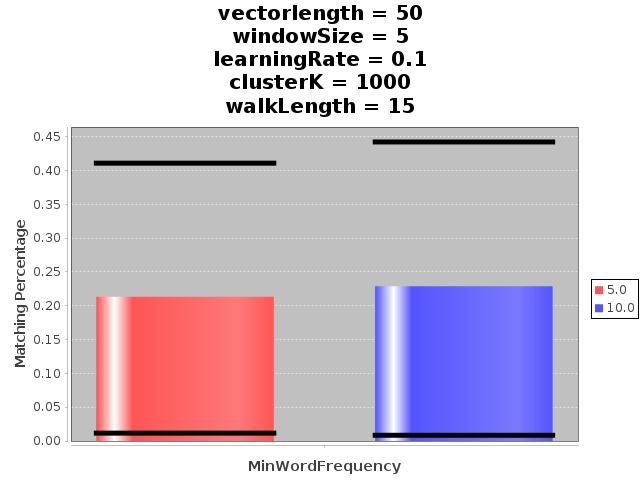 vectorlength = 50
windowSize = 5
learningRate = 0.1
clusterK = 1000
walkLength = 15
Matching Percentage
0.45
0.40
0.35
0.30
0.25
0.20
0.15
0.10
0.05
0.00
MinWordFrequency
5.0
10.0